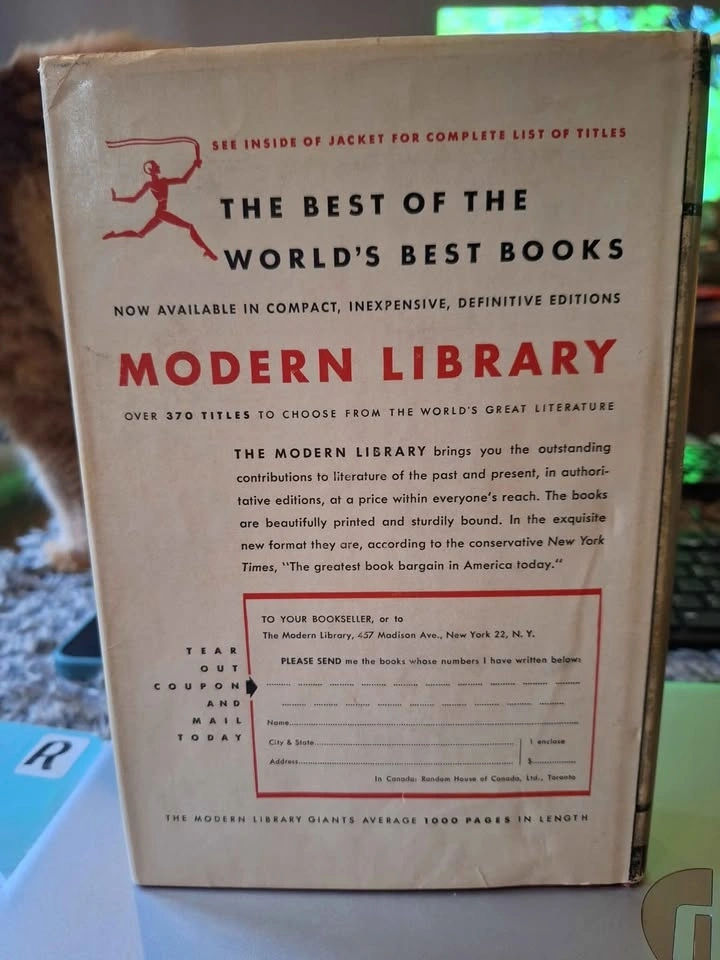 SEE INSIDE OF JACKET FOR COMPLETE LIST OF TITLES
THE BEST OF THE
WORLD'S BEST BOOKS
NOW AVAILABLE IN COMPACT, INEXPENSIVE, DEFINITIVE EDITIONS
MODERN LIBRARY
OVER 370 TITLES TO CHOOSE FROM THE WORLD'S GREAT LITERATURE
THE MODERN LIBRARY brings you the outstanding
contributions to literature of the past and present, in authori-
tative editions, at a price within everyone's reach. The books
are beautifully printed and sturdily bound. In the exquisite
new format they are, according to the conservative New York
Times, "The greatest book bargain in America today."
TEAR
OUT
COUPON
AND
MAIL
TODAY
TO YOUR BOOKSELLER, or to
The Modern Library, 457 Madison Ave., New York 22, N. Y.
PLEASE SEND me the books whose numbers I have written below:
Name
City & State
I enclose
Address
$
In Canada: Random House of Canada, Ltd., Toronto
THE MODERN LIBRARY GIANTS AVERAGE 1000 PAGES IN LENGTH
R